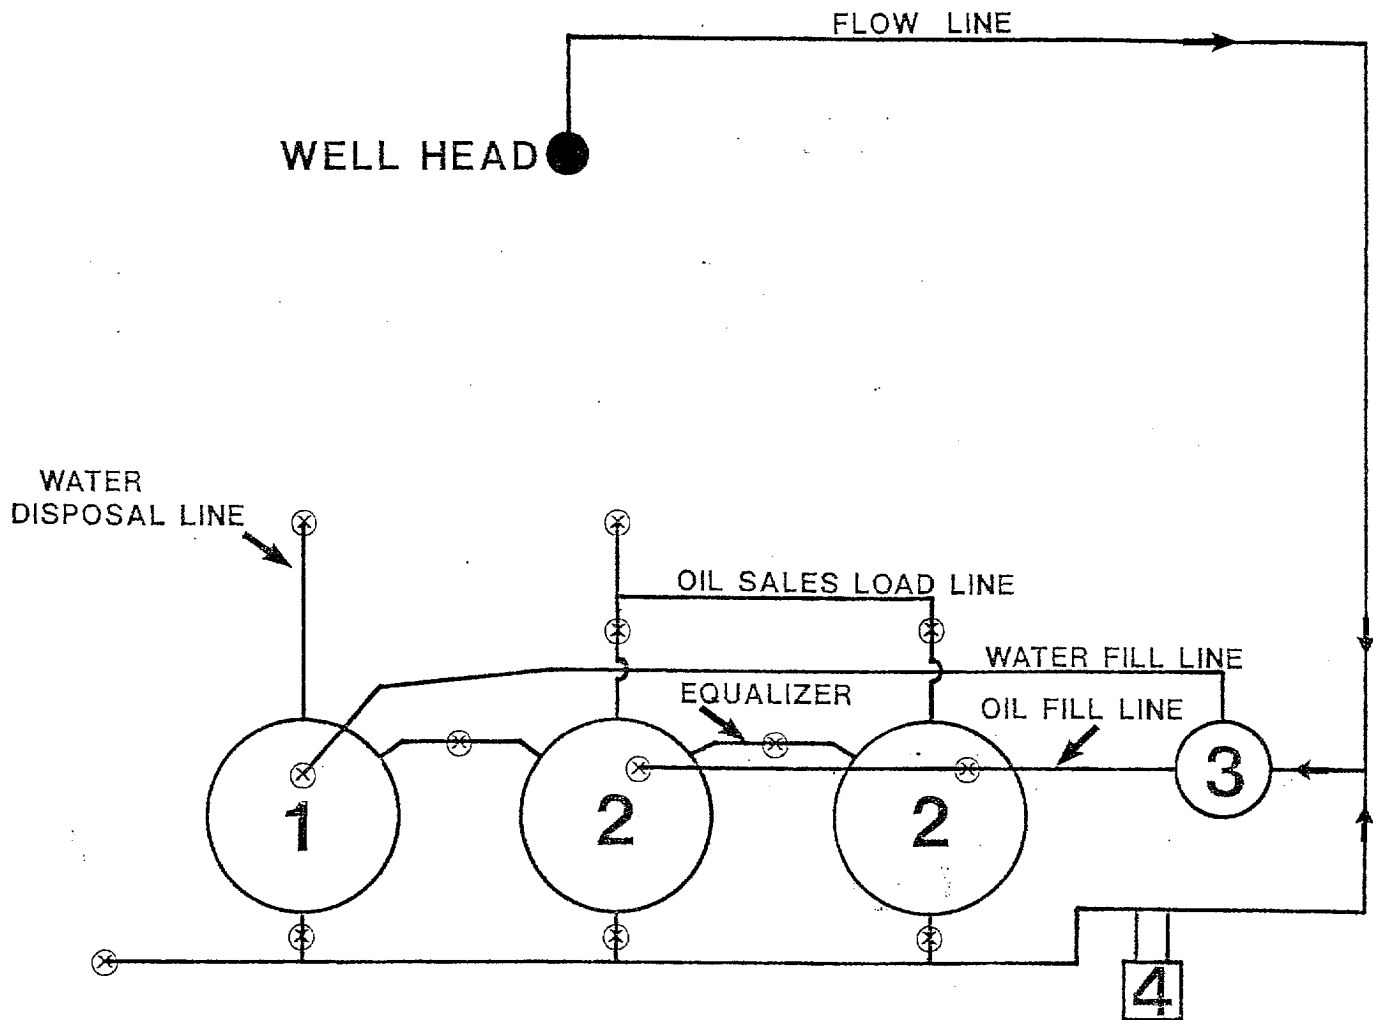 FLOW LINE
WELL HEAD
WATER
DISPOSAL LINE
OIL SALES LOAD LINE
WATER FILL LINE
EQUALIZER
OIL FILL LINE
1
2
2
3
4